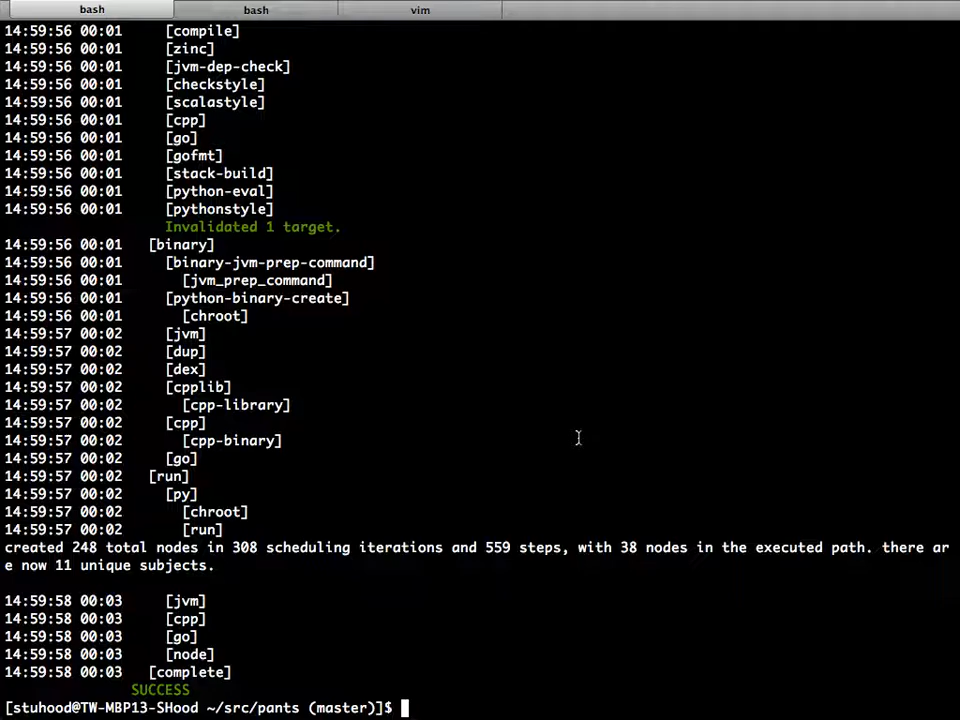 bash bash vim
14:59:56 00:01 [compile]
14:59:56 00:01 [zinc]
14:59:56 00:01 [jvm-dep-check]
14:59:56 00:01 [checkstyle]
14:59:56 00:01 [scalastyle]
14:59:56 00:01 [cpp]
14:59:56 00:01 [go]
14:59:56 00:01 [gofmt]
14:59:56 00:01 [stack-build]
14:59:56 00:01 [python-eval]
14:59:56 00:01 [pythonstyle]
Invalidated 1 target.
14:59:56 00:01 [binary]
14:59:56 00:01 [binary-jvm-prep-command]
14:59:56 00:01 [jvm_prep_command]
14:59:56 00:01 [python-binary-create]
14:59:56 00:01 [chroot]
14:59:57 00:02 [jvm]
14:59:57 00:02 [dup]
14:59:57 00:02 [dex]
14:59:57 00:02 [cpplib]
14:59:57 00:02 [cpp-library]
14:59:57 00:02 [cpp]
14:59:57 00:02 [cpp-binary]
14:59:57 00:02 [go]
14:59:57 00:02 [run]
14:59:57 00:02 [py]
14:59:57 00:02 [chroot]
14:59:57 00:02 [run]
created 248 total nodes in 308 scheduling iterations and 559 steps, with 38 nodes in the executed path. there ar
e now 11 unique subjects.
14:59:58 00:03 [jvm]
14:59:58 00:03 [cpp]
14:59:58 00:03 [go]
14:59:58 00:03 [node]
14:59:58 00:03 [complete]
SUCCESS
[stuhood@TW-MBP13-SHood ~/src/pants (master)]$